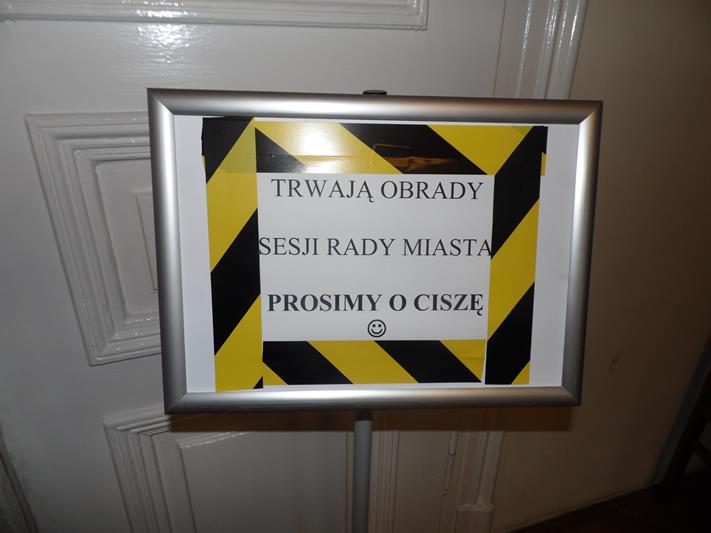 TRWAJĄ OBRADY
SESJI RADY MIASTA
PROSIMY O CISZĘ
☺